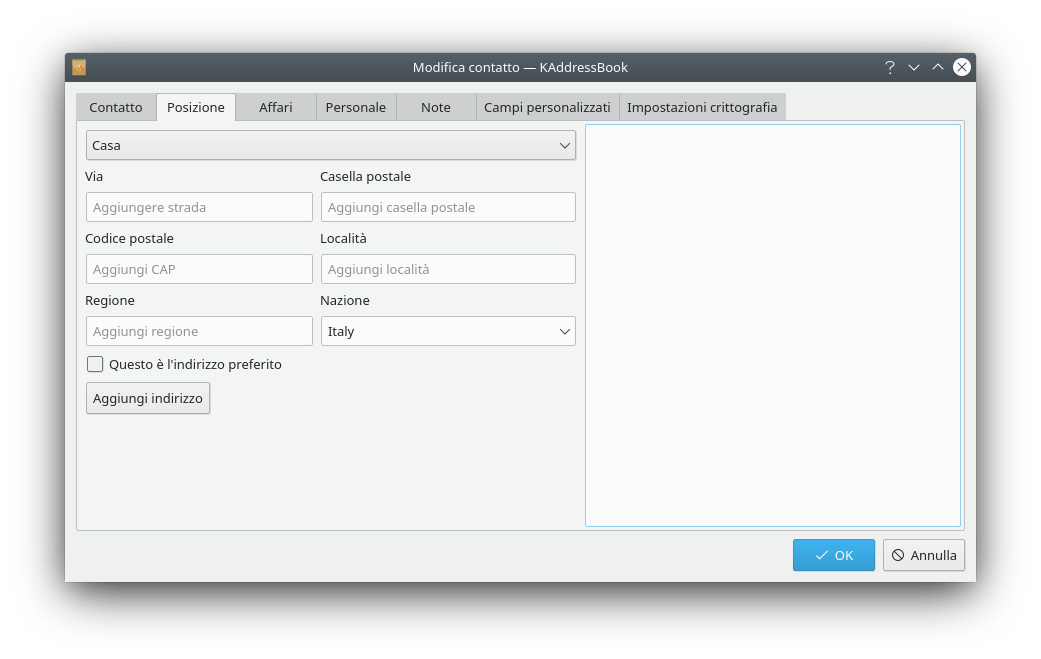 Modifica contatto — KAddressBook
Contatto Posizione Affari Personale Note Campi personalizzati Impostazioni crittografia
Casa
Via Casella postale
Aggiungere strada Aggiungi casella postale
Codice postale Località
Aggiungi CAP Aggiungi località
Regione Nazione
Aggiungi regione Italy
Questo è l'indirizzo preferito
Aggiungi indirizzo
OK Annulla